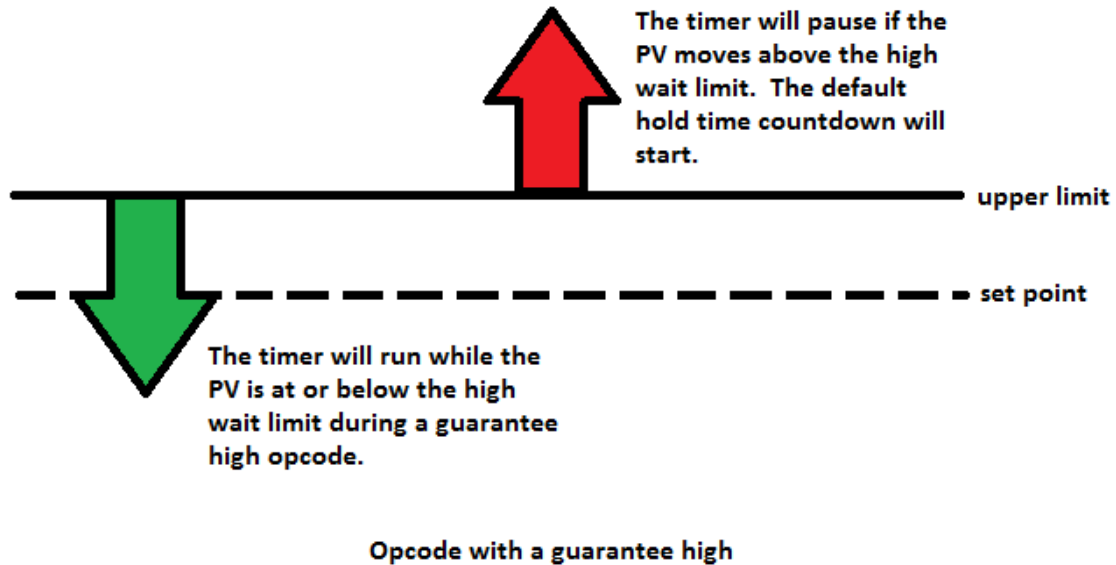 The timer will pause if the
PV moves above the high
wait limit.  The default
hold time countdown will
start.
upper limit
set point
The timer will run while the
PV is at or below the high
wait limit during a guarantee
high opcode.
Opcode with a guarantee high